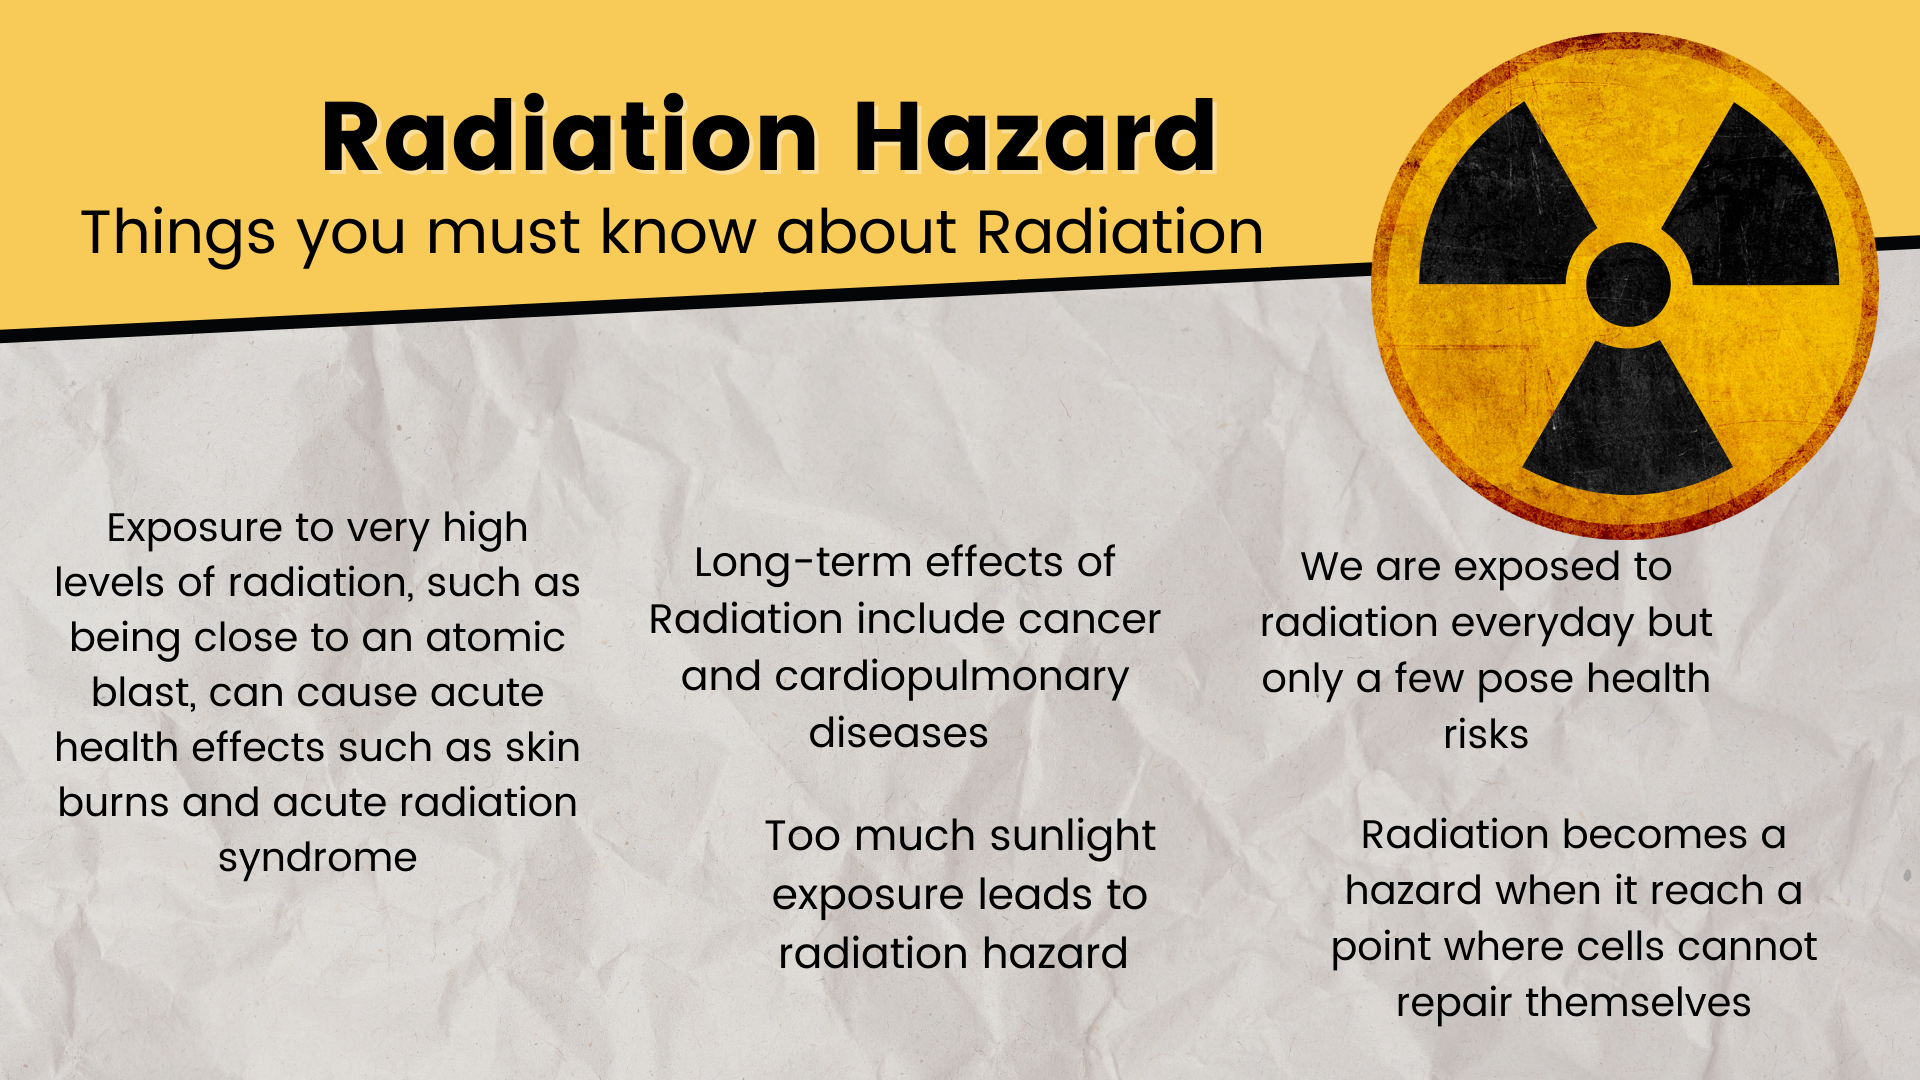 Radiation Hazard
Things you must know about Radiation
Exposure to very high
levels of radiation, such as
being close to an atomic
blast, can cause acute
health effects such as skin
burns and acute radiation
syndrome
Long-term effects of
Radiation include cancer
and cardiopulmonary
diseases
Too much sunlight
exposure leads to
radiation hazard
We are exposed to
radiation everyday but
only a few pose health
risks
Radiation becomes a
hazard when it reach a
point where cells cannot
repair themselves